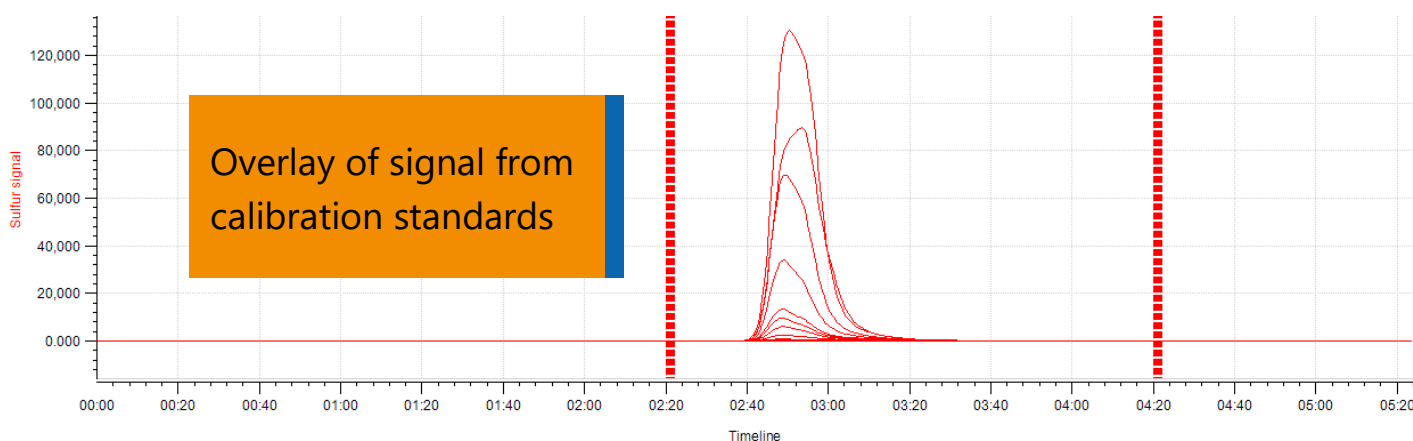 120,000
100,000
80,000
60,000
40,000
20,000
0.000
Sulfur signal
Overlay of signal from
calibration standards
00:00 00:20 00:40 01:00 01:20 01:40 02:00 02:20 02:40 03:00 03:20 03:40 04:00 04:20 04:40 05:00 05:20
Timeline